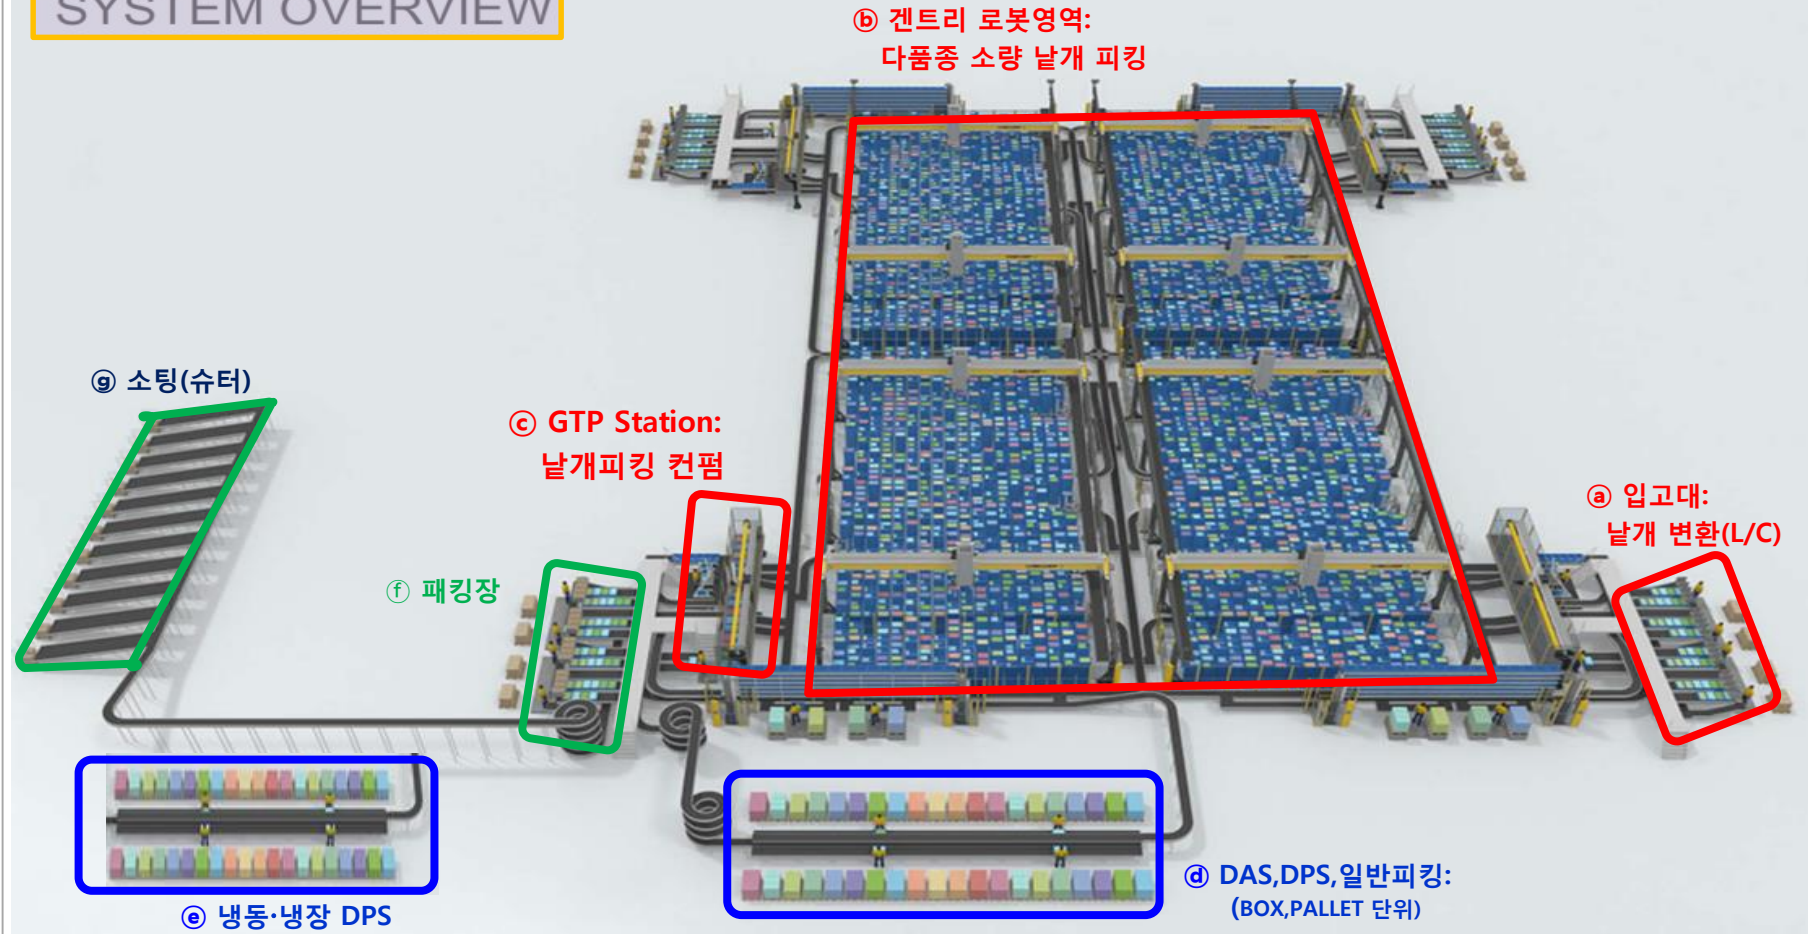 SYSTEM OVERVIEW
ⓑ 겐트리 로봇영역:
다품종 소량 낱개 피킹
ⓖ 소팅(슈터)
ⓒ GTP Station:
낱개피킹 컨펌
ⓐ 입고대:
낱개 변환(L/C)
ⓕ 패킹장
ⓓ DAS,DPS,일반피킹:
(BOX,PALLET 단위)
ⓔ 냉동·냉장 DPS